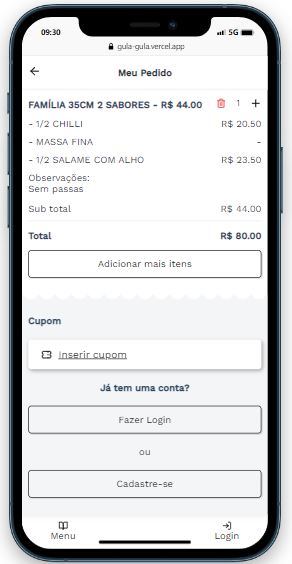 09:30
5G
gula-gula.vercel.app
Meu Pedido
FAMÍLIA 35CM 2 SABORES - R$ 44.00 1 +
- 1/2 CHILLI R$ 20.50
- MASSA FINA -
- 1/2 SALAME COM ALHO R$ 23.50
Observações:
Sem passas
Sub total R$ 44.00
Total R$ 80.00
Adicionar mais itens
Cupom
Inserir cupom
Já tem uma conta?
Fazer Login
ou
Cadastre-se
Menu Login